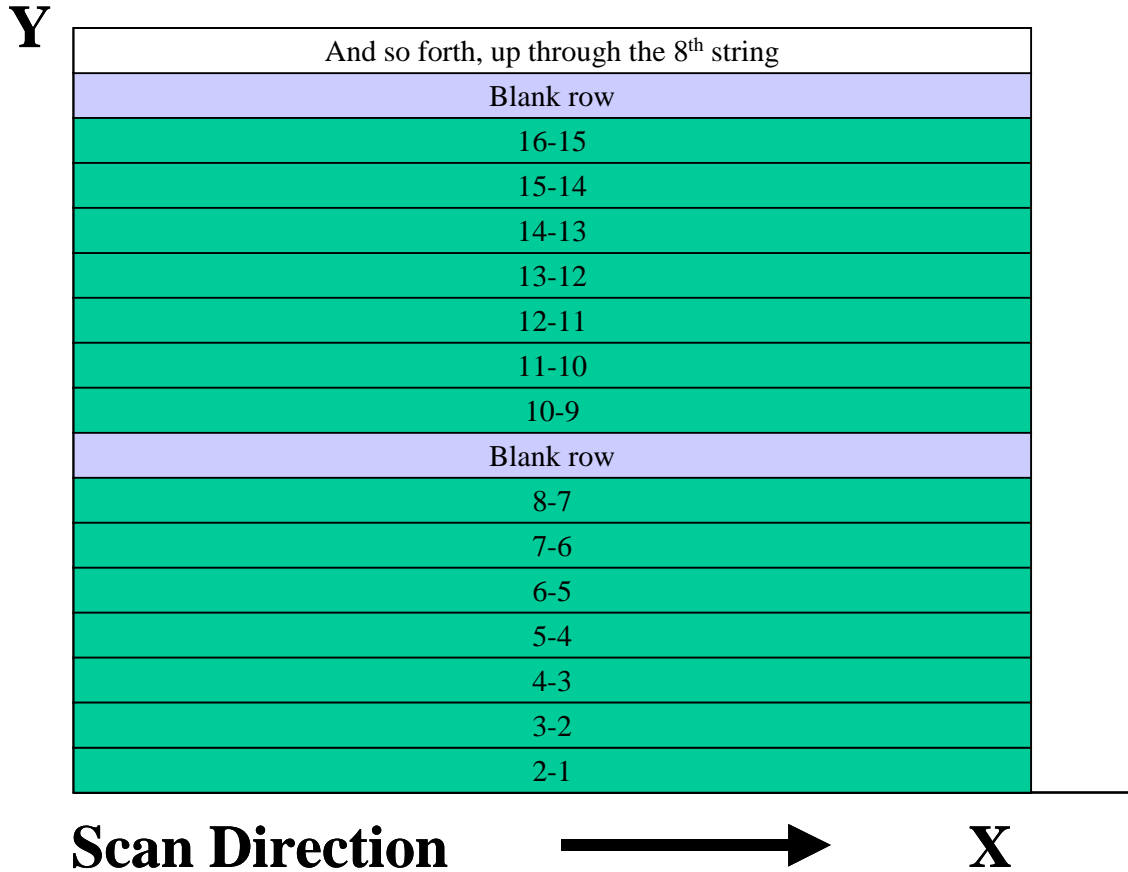 Y
And so forth, up through the 8th string
Blank row
16-15
15-14
14-13
13-12
12-11
11-10
10-9
Blank row
8-7
7-6
6-5
5-4
4-3
3-2
2-1
Scan Direction X